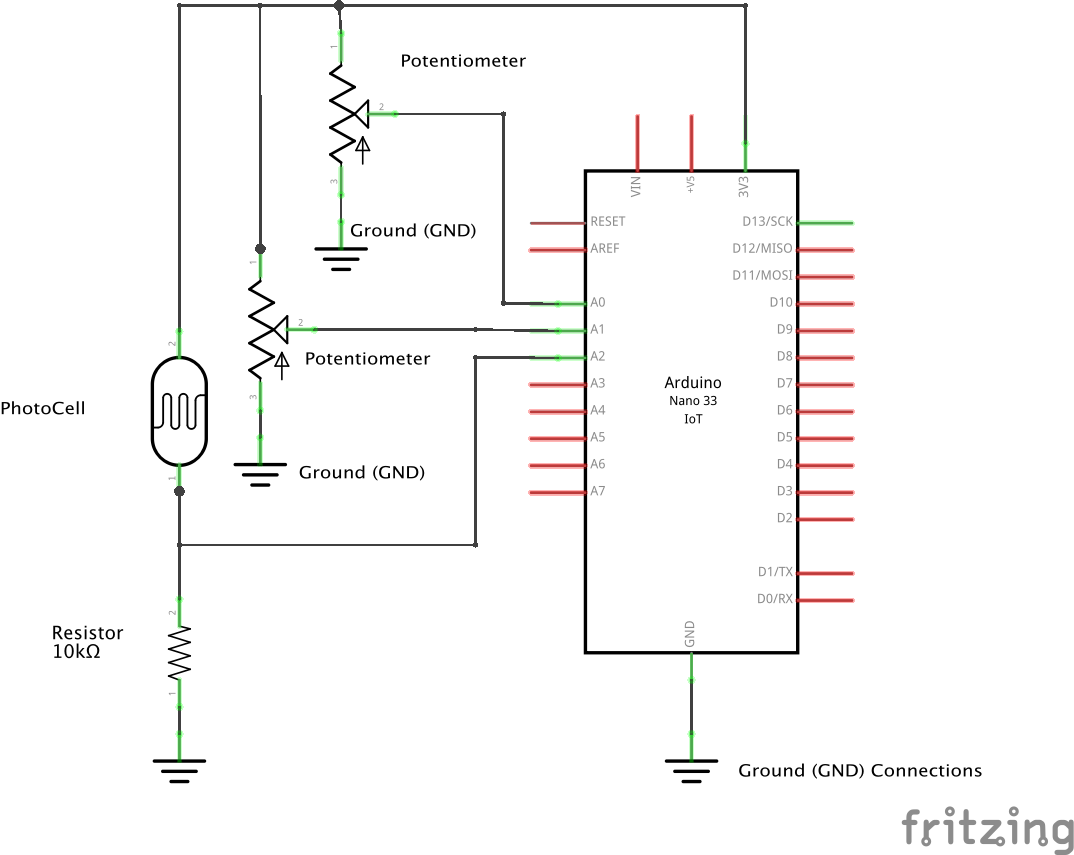 1
Potentiometer
2
3
Ground (GND)
VIN
+V5
3V3
RESET
AREF
A0
A1
A2
A3
A4
A5
A6
A7
D13/SCK
D12/MISO
D11/MOSI
D10
D9
D8
D7
D6
D5
D4
D3
D2
D1/TX
D0/RX
GND
Arduino
Nano 33
IoT
1
2
Potentiometer
3
Ground (GND)
2
PhotoCell
1
2
Resistor
10kΩ
1
Ground (GND) Connections
fritzing